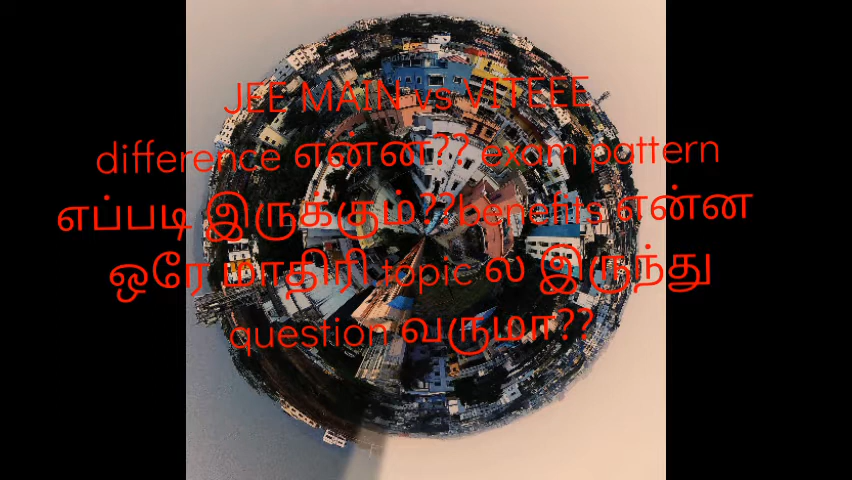 JEE MAIN vs VITEEE
difference என்ன?? exam pattern
எப்படி இருக்கும்??benefits என்ன
ஒரே மாதிரி topic ல இருந்து
question வருமா??